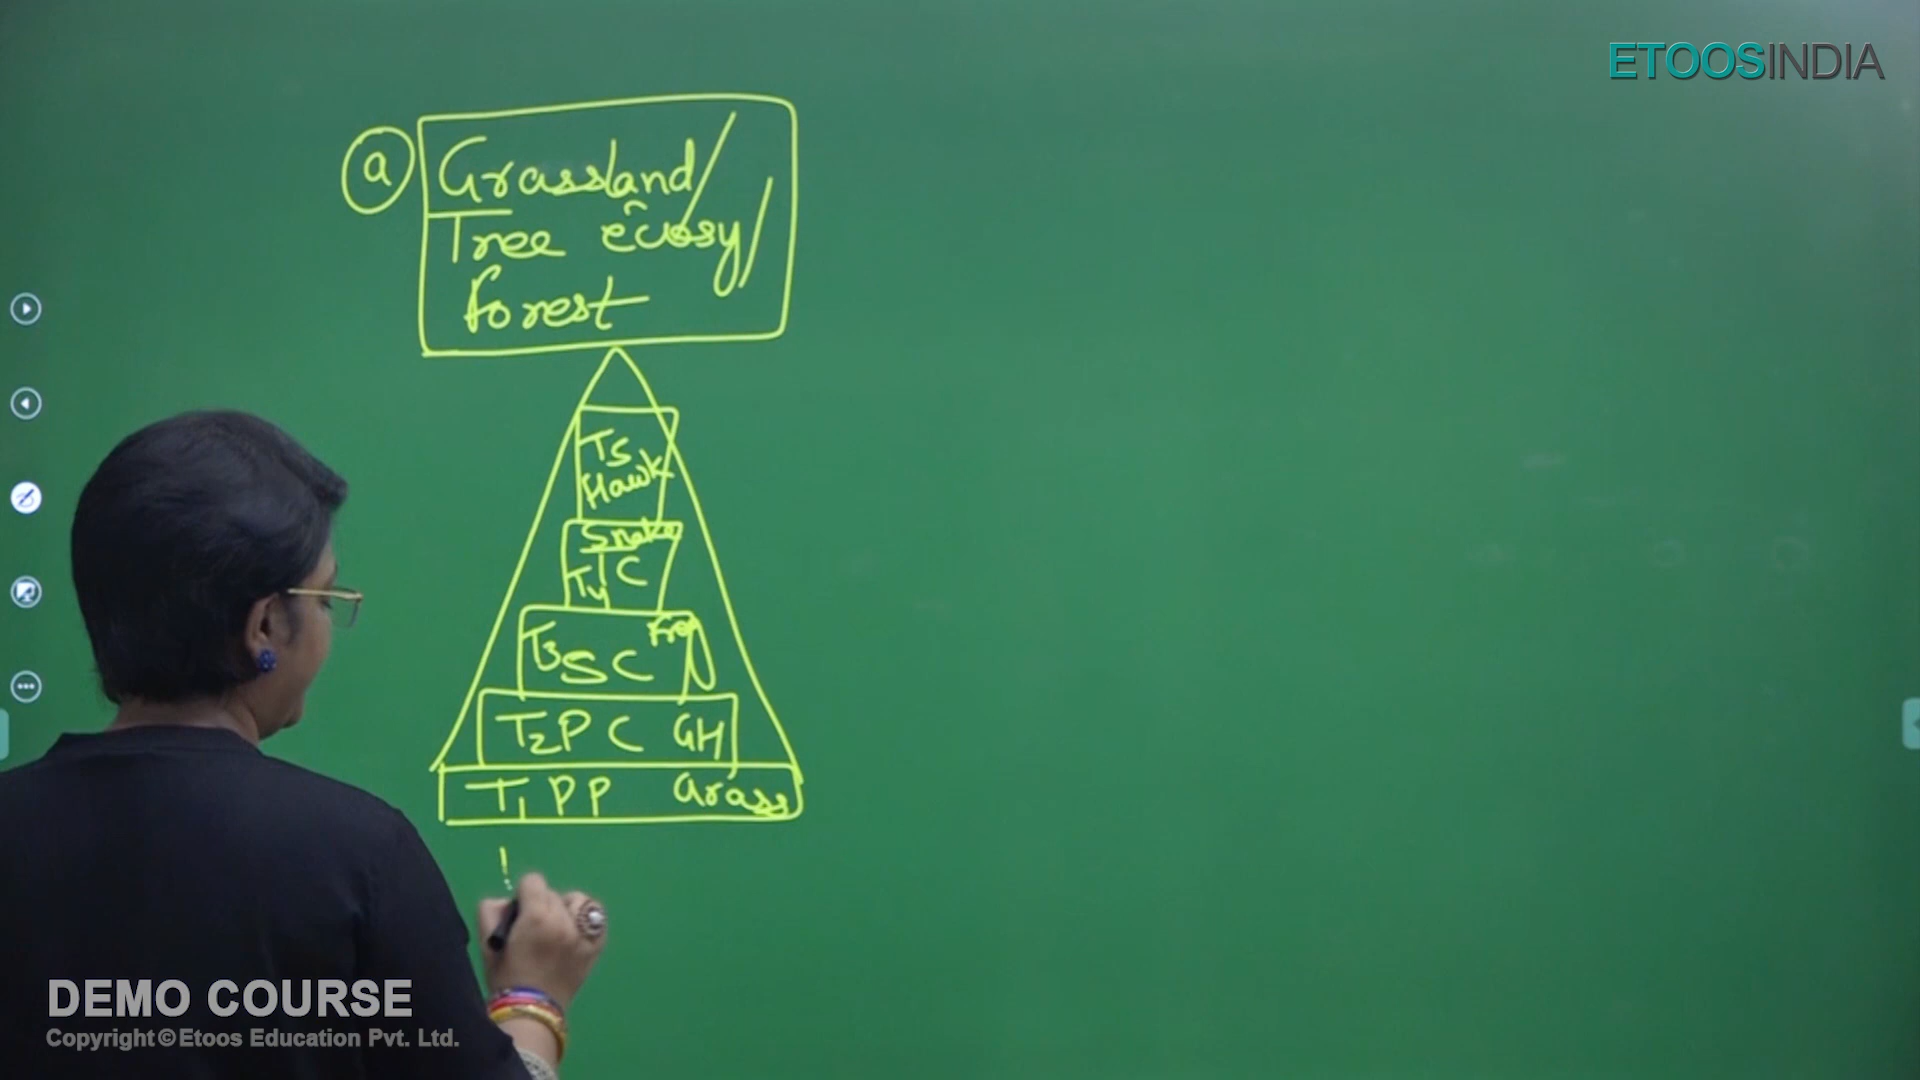 ETOOSINDIA
a
Grassland/
Tree ecosy/
forest
T5
Hawk
Snake
T4 TC
T3 SC Frog
T2 PC GH
T1 PP Grass
DEMO COURSE
Copyright © Etoos Education Pvt. Ltd.